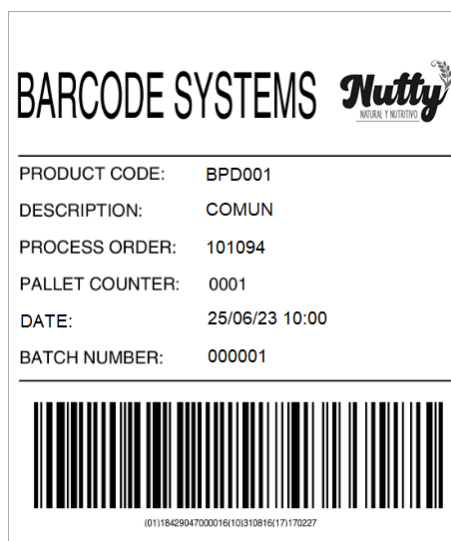 BARCODE SYSTEMS
Nutty
NATURAL Y NUTRITIVO
PRODUCT CODE: BPD001
DESCRIPTION: COMUN
PROCESS ORDER: 101094
PALLET COUNTER: 0001
DATE: 25/06/23 10:00
BATCH NUMBER: 000001
(01)18429047000016(10)310816(17)170227